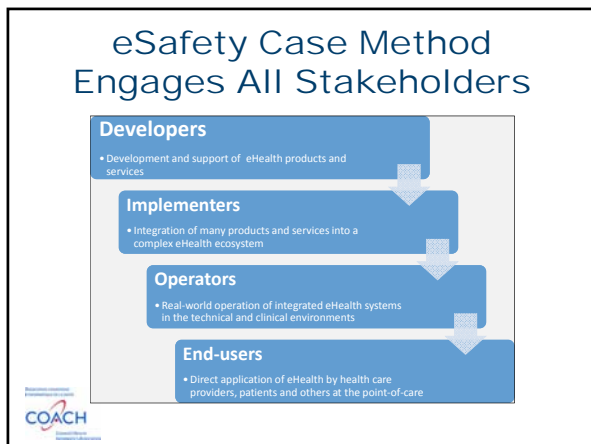 eSafety Case Method
Engages All Stakeholders
Developers
• Development and support of eHealth products and
services
Implementers
• Integration of many products and services into a
complex eHealth ecosystem
Operators
• Real-world operation of integrated eHealth systems
in the technical and clinical environments
End-users
• Direct application of eHealth by health care
providers, patients and others at the point-of-care
COACH